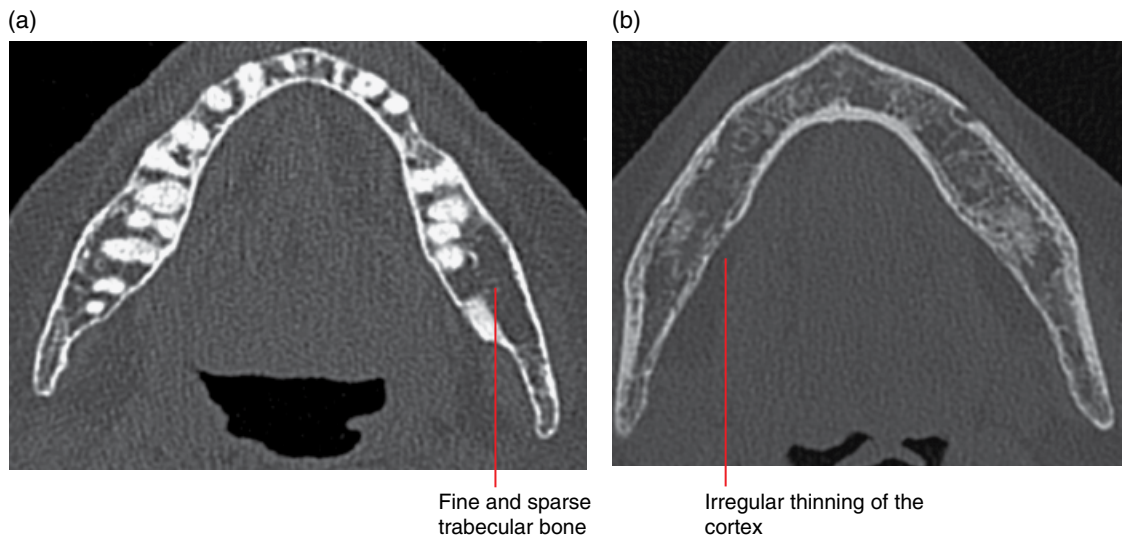 (a)
(b)
Fine and sparse
trabecular bone
Irregular thinning of the
cortex